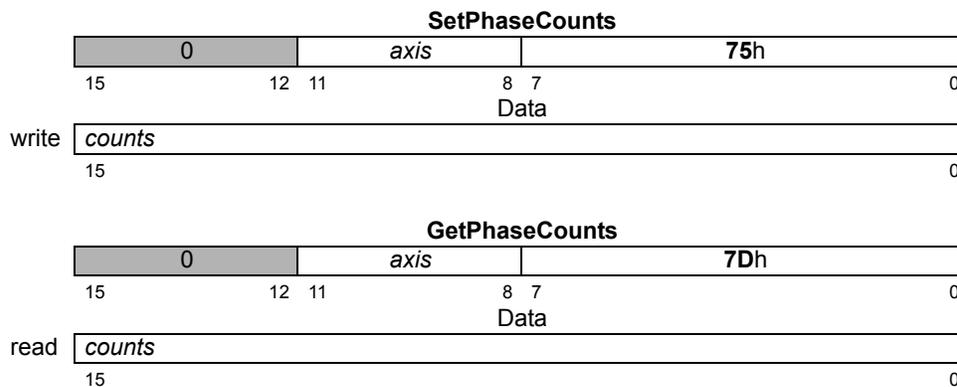 SetPhaseCounts
0 axis 75h
15 12 11 8 7 0
Data
write counts
15 0
GetPhaseCounts
0 axis 7Dh
15 12 11 8 7 0
Data
read counts
15 0